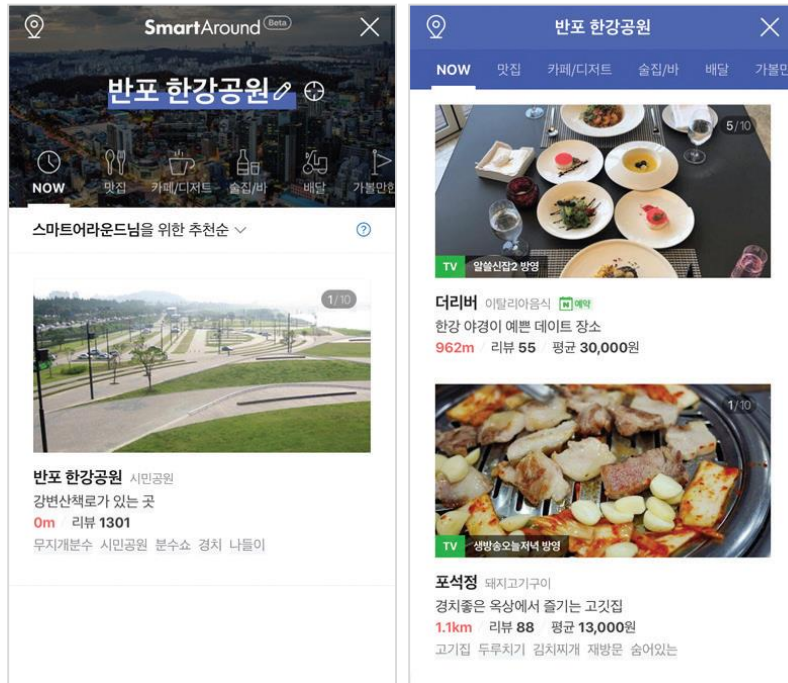 SmartAround Beta
반포 한강공원
NOW 맛집 카페/디저트 술집/바 배달 가볼만한
스마트어라운드님을 위한 추천순
1/10
반포 한강공원 시민공원
강변산책로가 있는 곳
0m 리뷰 1301
무지개분수 시민공원 분수쇼 경치 나들이
반포 한강공원
NOW 맛집 카페/디저트 술집/바 배달 가볼만
5/10
TV 알쓸신잡2 방영
더리버 이탈리아음식 N 예약
한강 야경이 예쁜 데이트 장소
962m 리뷰 55 평균 30,000원
1/10
TV 생방송오늘저녁 방영
포석정 돼지고기구이
경치좋은 옥상에서 즐기는 고깃집
1.1km 리뷰 88 평균 13,000원
고기집 두루치기 김치찌개 재방문 숨어있는